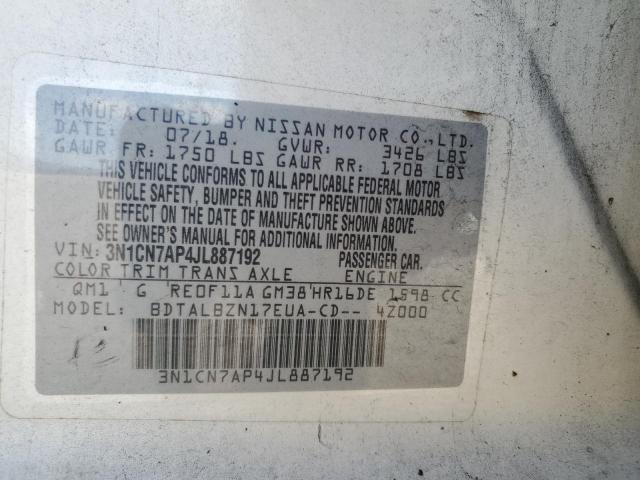 MANUFACTURED BY NISSAN MOTOR CO.,LTD.
DATE: 07/18. GVWR: 3426 LBS
GAWR FR: 1750 LBS GAWR RR: 1708 LBS
THIS VEHICLE CONFORMS TO ALL APPLICABLE FEDERAL MOTOR
VEHICLE SAFETY, BUMPER AND THEFT PREVENTION STANDARDS
IN EFFECT ON THE DATE OF MANUFACTURE SHOWN ABOVE.
SEE OWNER'S MANUAL FOR ADDITIONAL INFORMATION.
VIN: 3N1CN7AP4JL887192 PASSENGER CAR.
COLOR TRIM TRANS AXLE ENGINE
QM1 ' G 'RE0F11A GM38'HR16DE 1598 CC
MODEL: BDTALBZN17EUA-CD-- 4Z000
3N1CN7AP4JL887192